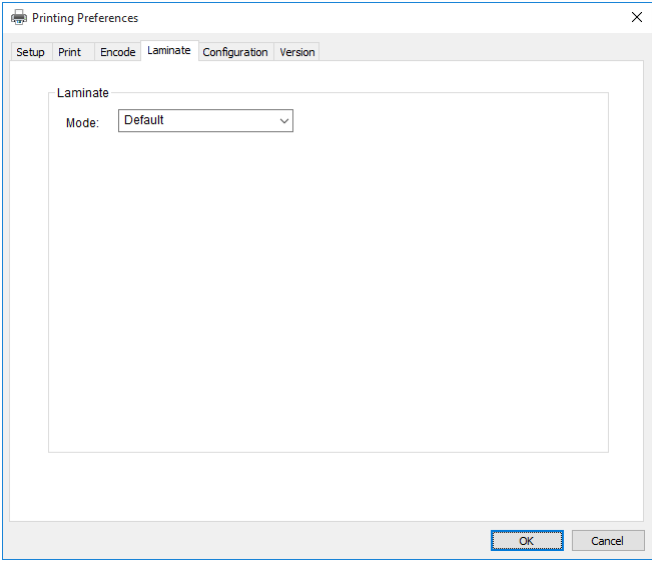 Printing Preferences
Setup Print Encode Laminate Configuration Version
Laminate
Mode: Default
OK Cancel